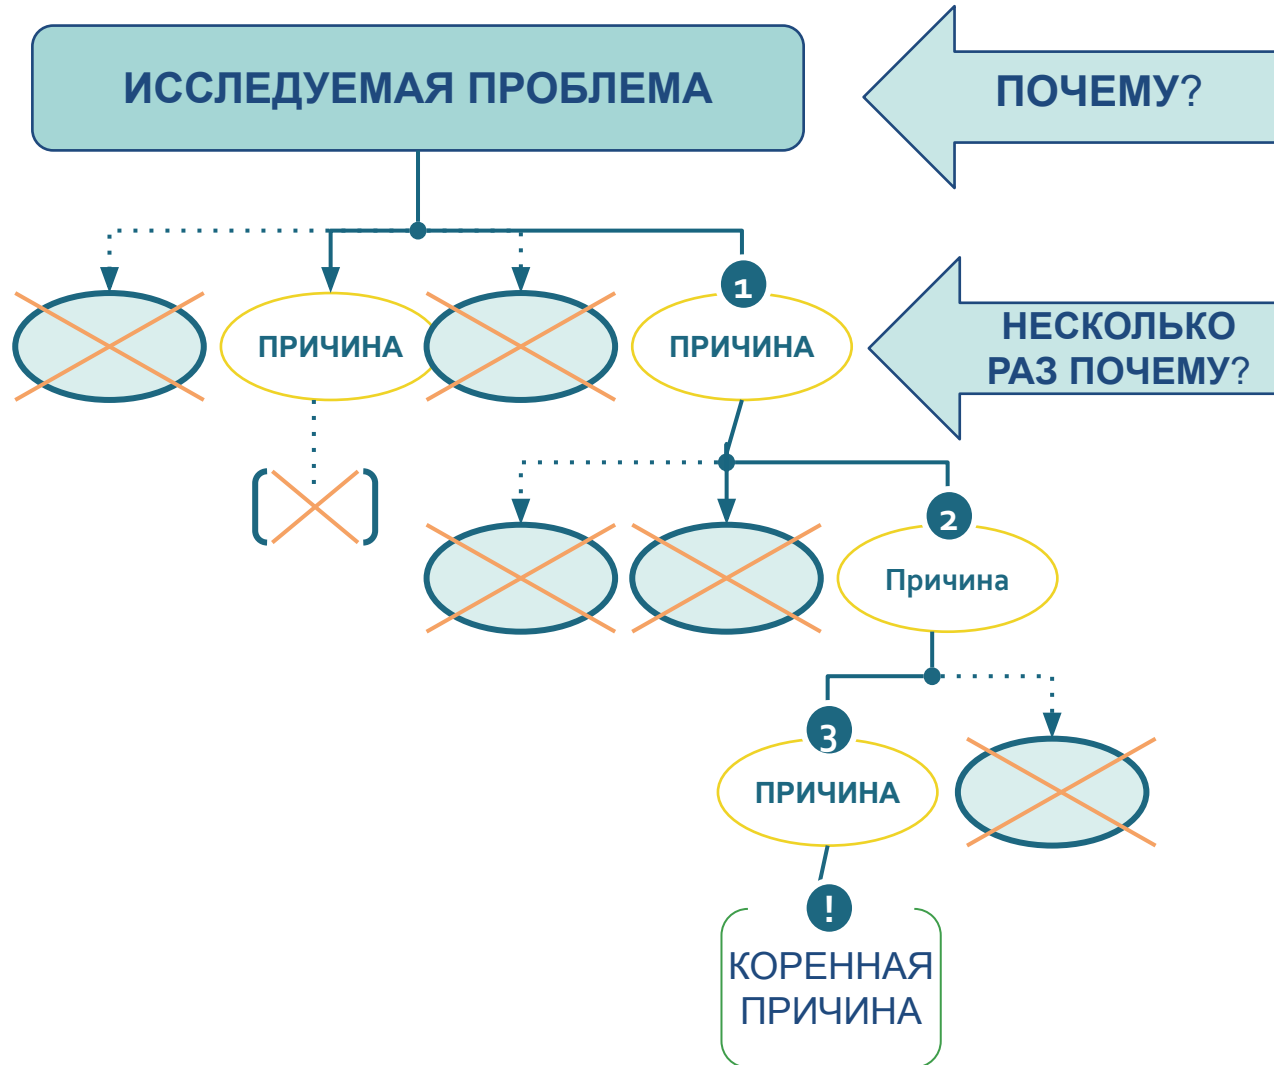 ИССЛЕДУЕМАЯ ПРОБЛЕМА
ПОЧЕМУ?
1
ПРИЧИНА
ПРИЧИНА
НЕСКОЛЬКО
РАЗ ПОЧЕМУ?
2
Причина
3
ПРИЧИНА
!
КОРЕННАЯ
ПРИЧИНА